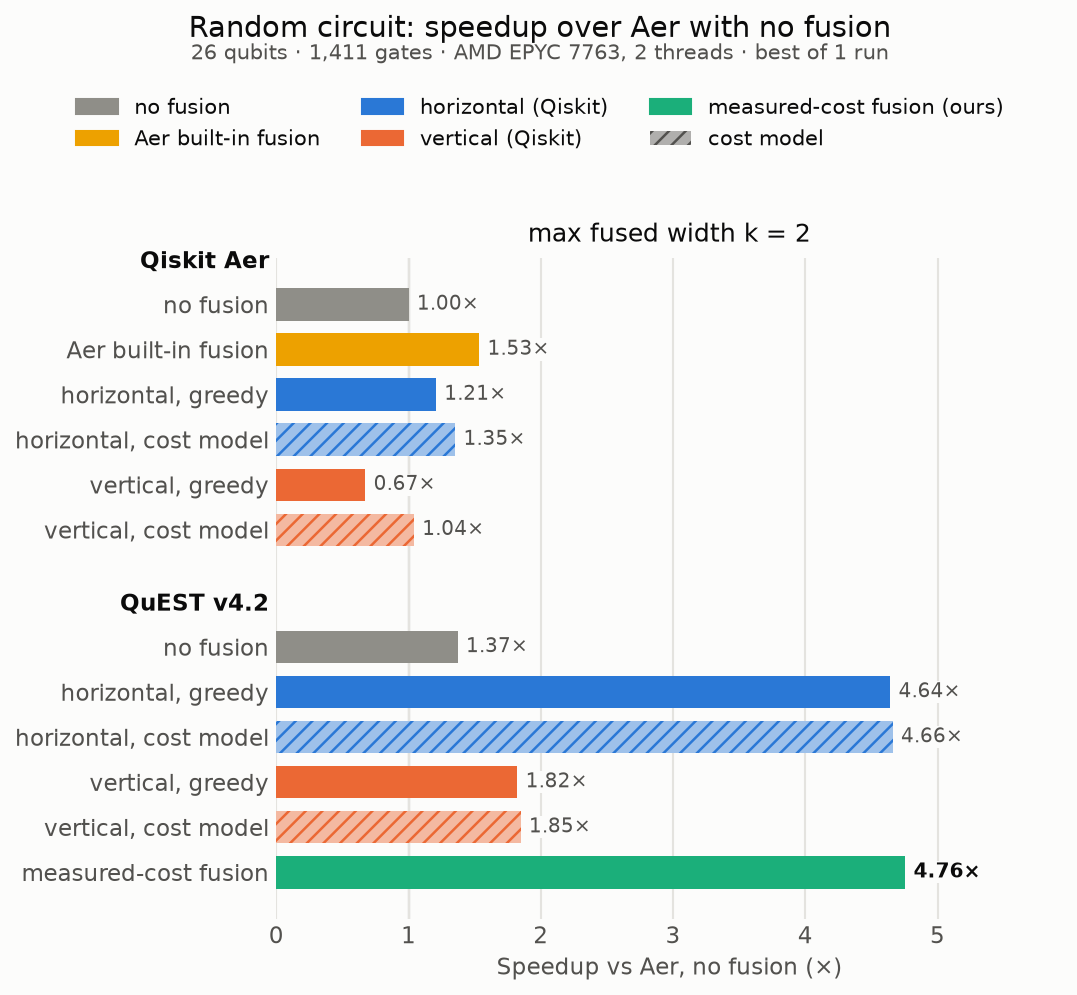 Random circuit: speedup over Aer with no fusion
26 qubits · 1,411 gates · AMD EPYC 7763, 2 threads · best of 1 run
no fusion
horizontal (Qiskit)
measured-cost fusion (ours)
Aer built-in fusion
vertical (Qiskit)
cost model
max fused width k = 2
Qiskit Aer
no fusion 1.00×
Aer built-in fusion 1.53×
horizontal, greedy 1.21×
horizontal, cost model 1.35×
vertical, greedy 0.67×
vertical, cost model 1.04×
QuEST v4.2
no fusion 1.37×
horizontal, greedy 4.64×
horizontal, cost model 4.66×
vertical, greedy 1.82×
vertical, cost model 1.85×
measured-cost fusion 4.76×
0 1 2 3 4 5
Speedup vs Aer, no fusion (×)